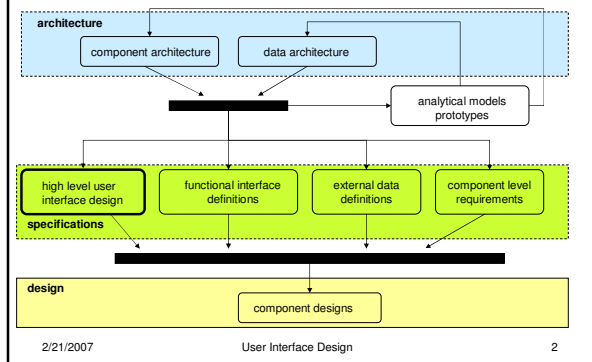 architecture
component architecture
data architecture
analytical models
prototypes
high level user
interface design
functional interface
definitions
external data
definitions
component level
requirements
specifications
design
component designs
2/21/2007
User Interface Design
2